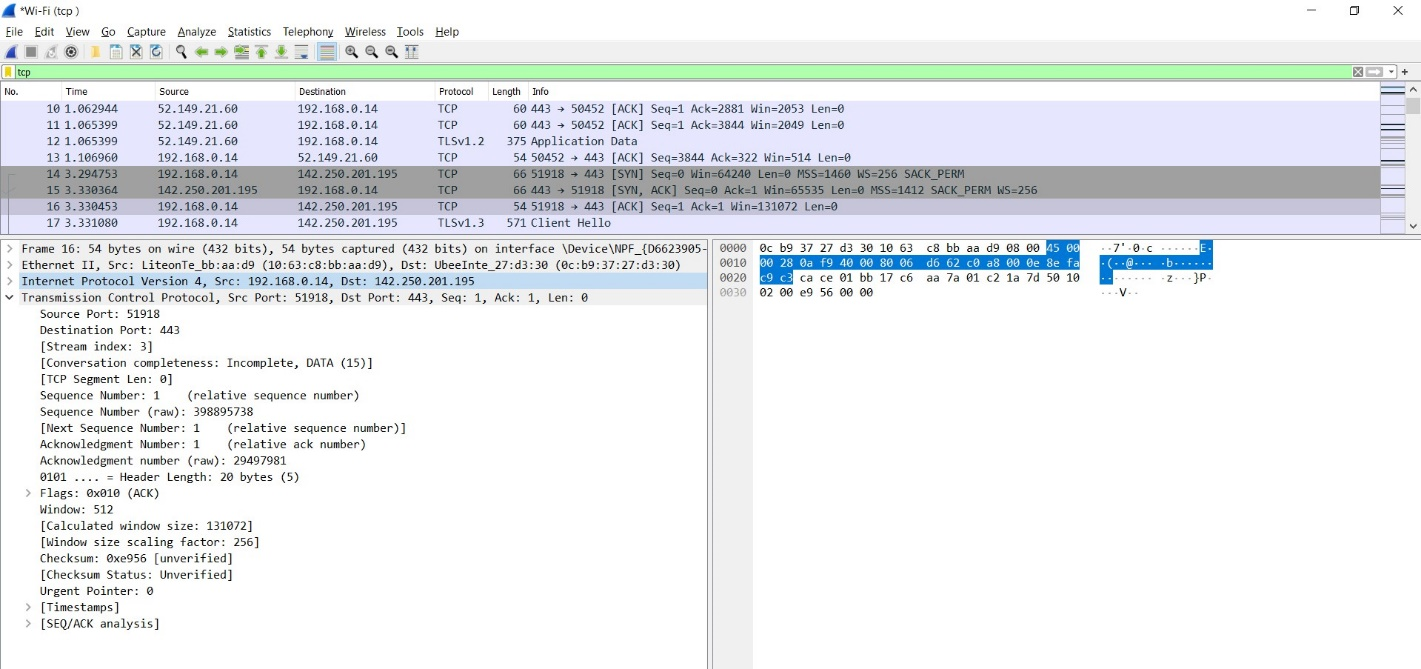 *Wi-Fi (tcp )
File Edit View Go Capture Analyze Statistics Telephony Wireless Tools Help
tcp
No. Time Source Destination Protocol Length Info
10 1.062944 52.149.21.60 192.168.0.14 TCP 60 443 → 50452 [ACK] Seq=1 Ack=2881 Win=2053 Len=0
11 1.065399 52.149.21.60 192.168.0.14 TCP 60 443 → 50452 [ACK] Seq=1 Ack=3844 Win=2049 Len=0
12 1.065399 52.149.21.60 192.168.0.14 TLSv1.2 375 Application Data
13 1.106960 192.168.0.14 52.149.21.60 TCP 54 50452 → 443 [ACK] Seq=3844 Ack=322 Win=514 Len=0
14 3.294753 192.168.0.14 142.250.201.195 TCP 66 51918 → 443 [SYN] Seq=0 Win=64240 Len=0 MSS=1460 WS=256 SACK_PERM
15 3.330364 142.250.201.195 192.168.0.14 TCP 66 443 → 51918 [SYN, ACK] Seq=0 Ack=1 Win=65535 Len=0 MSS=1412 SACK_PERM WS=256
16 3.330453 192.168.0.14 142.250.201.195 TCP 54 51918 → 443 [ACK] Seq=1 Ack=1 Win=131072 Len=0
17 3.331080 192.168.0.14 142.250.201.195 TLSv1.3 571 Client Hello
Frame 16: 54 bytes on wire (432 bits), 54 bytes captured (432 bits) on interface \Device\NPF_{D6623905-
Ethernet II, Src: LiteonTe_bb:aa:d9 (10:63:c8:bb:aa:d9), Dst: UbeeInte_27:d3:30 (0c:b9:37:27:d3:30)
Internet Protocol Version 4, Src: 192.168.0.14, Dst: 142.250.201.195
Transmission Control Protocol, Src Port: 51918, Dst Port: 443, Seq: 1, Ack: 1, Len: 0
Source Port: 51918
Destination Port: 443
[Stream index: 3]
[Conversation completeness: Incomplete, DATA (15)]
[TCP Segment Len: 0]
Sequence Number: 1 (relative sequence number)
Sequence Number (raw): 398895738
[Next Sequence Number: 1 (relative sequence number)]
Acknowledgment Number: 1 (relative ack number)
Acknowledgment number (raw): 29497981
0101 .... = Header Length: 20 bytes (5)
Flags: 0x010 (ACK)
Window: 512
[Calculated window size: 131072]
[Window size scaling factor: 256]
Checksum: 0xe956 [unverified]
[Checksum Status: Unverified]
Urgent Pointer: 0
[Timestamps]
[SEQ/ACK analysis]
0000 0c b9 37 27 d3 30 10 63 c8 bb aa d9 08 00 45 00 ··7'·0·c ······E·
0010 00 28 0a f9 40 00 80 06 d6 62 c0 a8 00 0e 8e fa ·(··@··· ·b······
0020 c9 c3 ca ce 01 bb 17 c6 aa 7a 01 c2 1a 7d 50 10 ········ ·z···}P·
0030 02 00 e9 56 00 00 ···V··